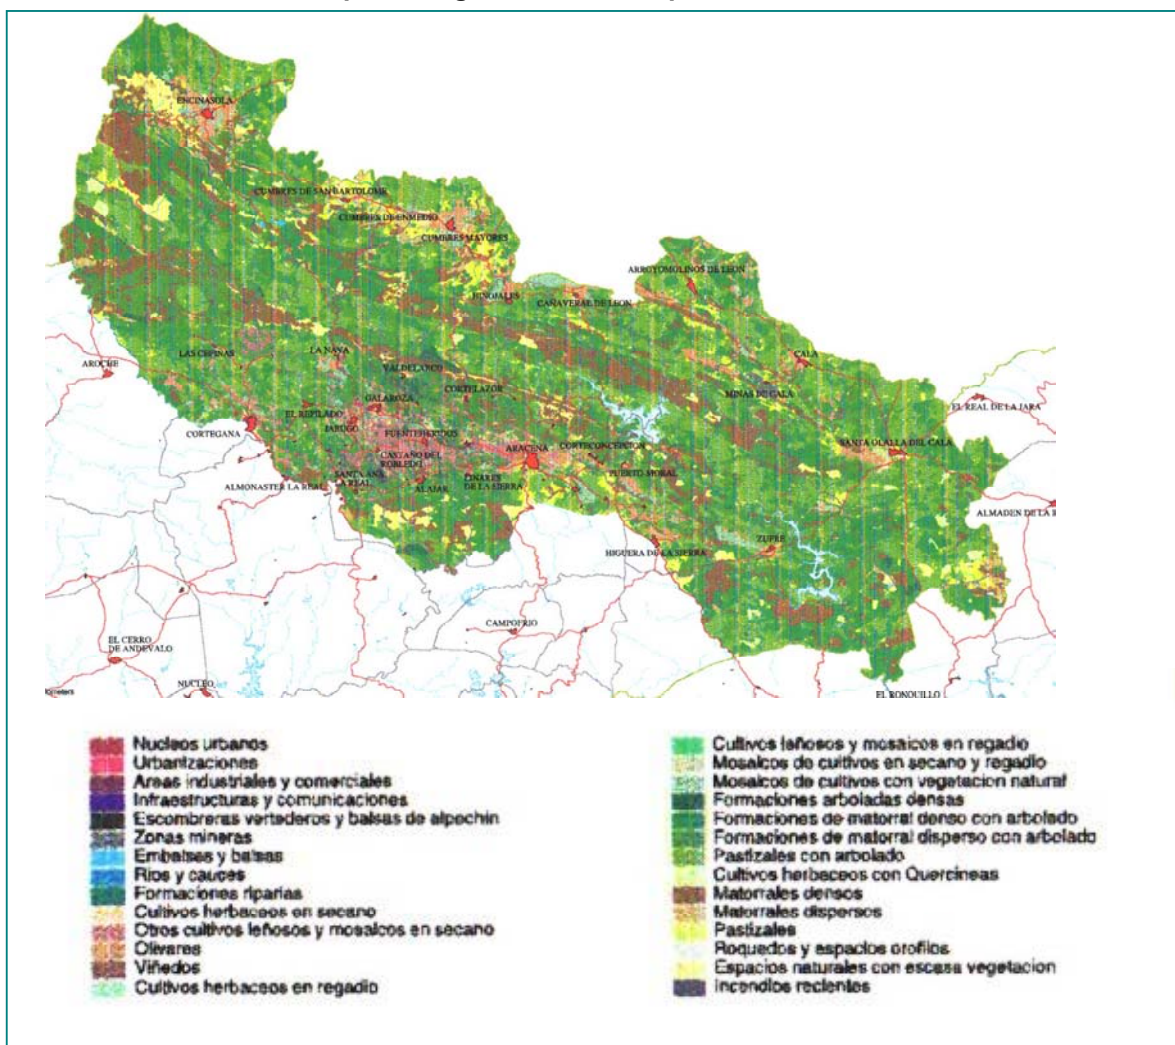 ENCINASOLA
CUMBRES DE SAN BARTOLOME
CUMBRES DE ENMEDIO
CUMBRES MAYORES
ARROYOMOLINOS DE LEON
HINOJALES
CAÑAVERAL DE LEON
LAS CEFINAS
LA NAVA
CALA
AROCHE
VALDELARCO
CORTELAZOR
MINAS DE CALA
GALAROZA
EL REPILADO
EL REAL DE LA JARA
JABUGO
CORTEGANA
FUENTEHERIDOS
ARACENA
CORTECONCEPCION
SANTA OLALLA DEL CALA
CASTAÑO DEL
ROBLEDO
PUERTO MORAL
SANTA ANA
LA REAL
ALMONASTER LA REAL
ALAJAR
LINARES
DE LA SIERRA
ALMADEN DE LA R
ZUFRE
HIGUERA DE LA SIERRA
CAMPOFRIO
EL CERRO
DE ANDEVALO
NUCLEO
EL RONQUILLO
lometers
Nucleos urbanos
Urbanizaciones
Areas industriales y comerciales
Infraestructuras y comunicaciones
Escombreras vertederos y balsas de alpechin
Zonas mineras
Embalses y balsas
Rios y cauces
Formaciones riparias
Cultivos herbaceos en secano
Otros cultivos leñosos y mosaicos en secano
Olivares
Viñedos
Cultivos herbaceos en regadio
Cultivos leñosos y mosaicos en regadio
Mosaicos de cultivos en secano y regadio
Mosaicos de cultivos con vegetacion natural
Formaciones arboladas densas
Formaciones de matorral denso con arbolado
Formaciones de matorral disperso con arbolado
Pastizales con arbolado
Cultivos herbaceos con Quercineas
Matorrales densos
Matorrales dispersos
Pastizales
Roquedos y espacios orofilos
Espacios naturales con escasa vegetacion
Incendios recientes